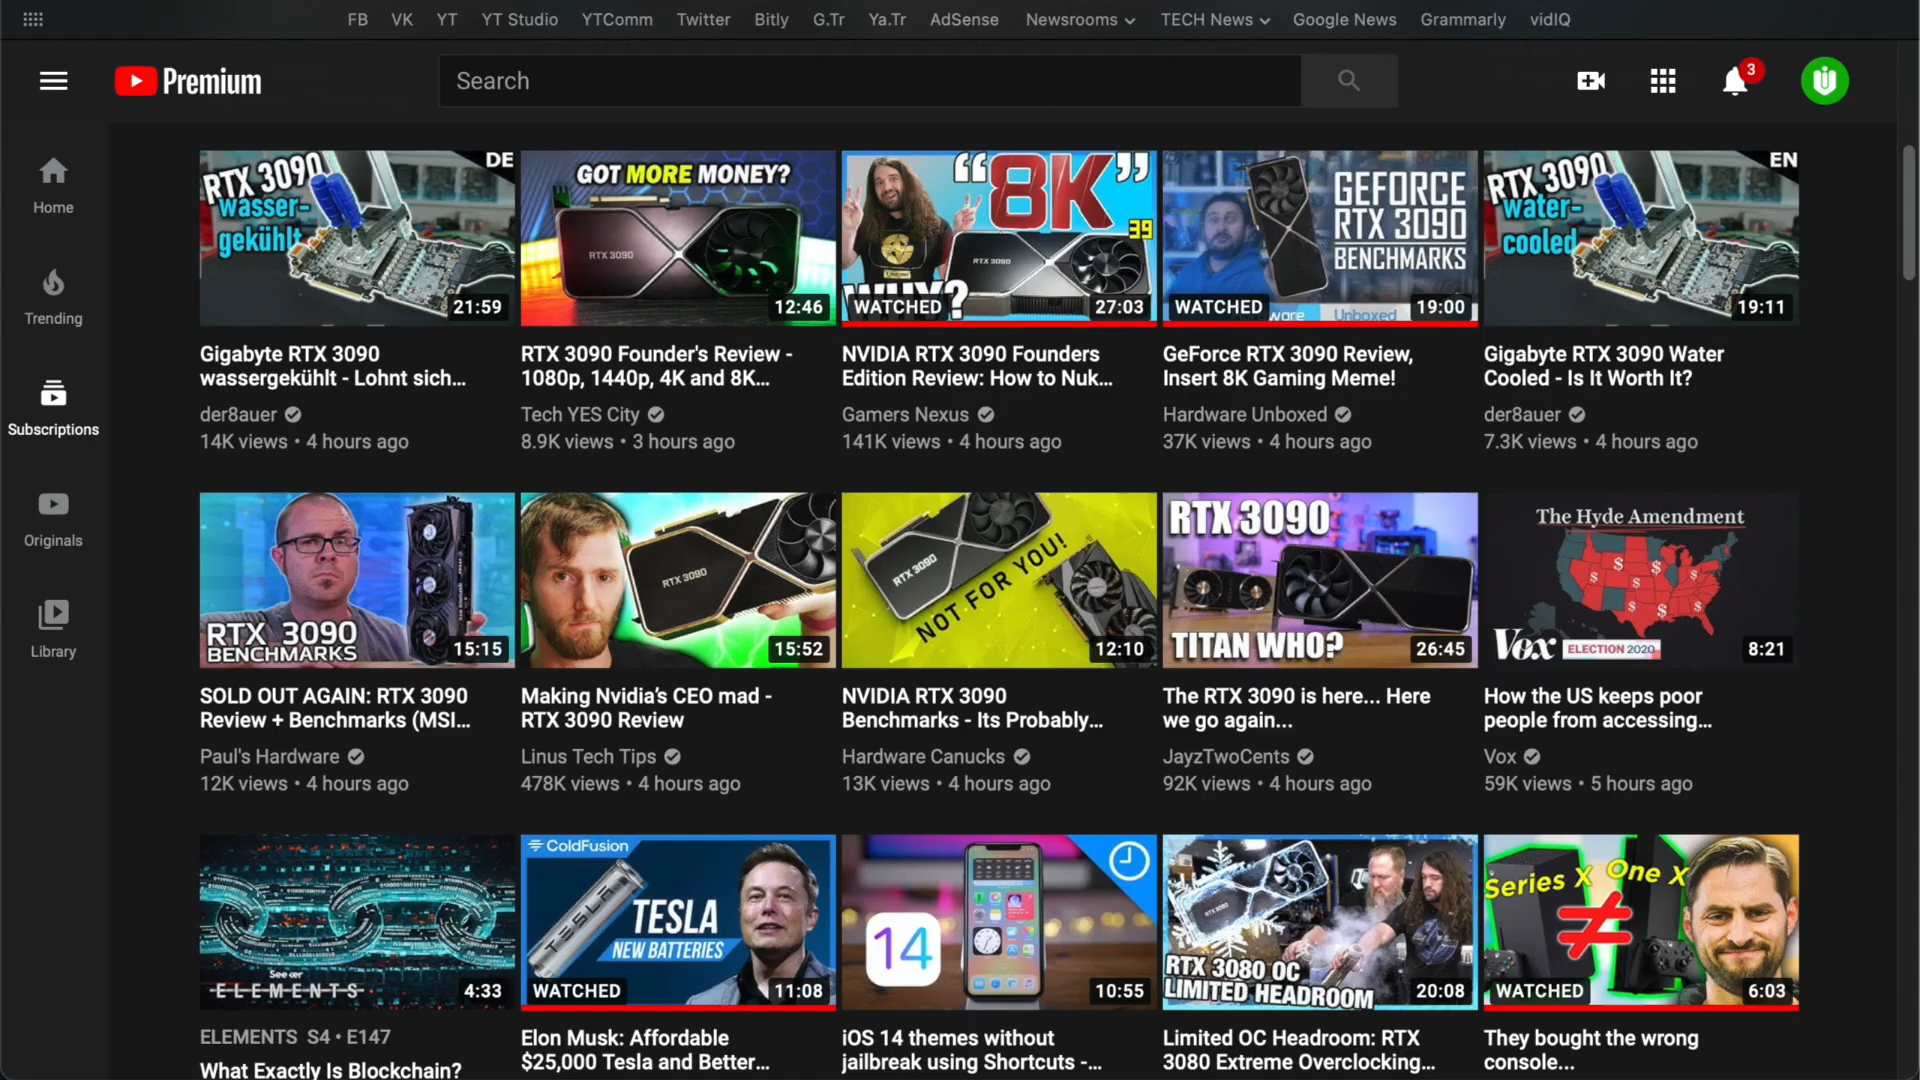 FB VK YT YT Studio YTComm Twitter Bitly G.Tr Ya.Tr AdSense Newsrooms TECH News Google News Grammarly vidIQ
Premium
Search
3
Home
Trending
Subscriptions
Originals
Library
RTX 3090
wasser-
gekühlt
DE
21:59
GOT MORE MONEY?
RTX 3090
12:46
“8K”
39
RTX 3090
WHY?
WATCHED
27:03
GEFORCE
RTX 3090
BENCHMARKS
WATCHED
Unboxed
19:00
RTX 3090
water-
cooled
EN
19:11
Gigabyte RTX 3090
wassergekühlt - Lohnt sich...
der8auer
14K views • 4 hours ago
RTX 3090 Founder's Review -
1080p, 1440p, 4K and 8K...
Tech YES City
8.9K views • 3 hours ago
NVIDIA RTX 3090 Founders
Edition Review: How to Nuk...
Gamers Nexus
141K views • 4 hours ago
GeForce RTX 3090 Review,
Insert 8K Gaming Meme!
Hardware Unboxed
37K views • 4 hours ago
Gigabyte RTX 3090 Water
Cooled - Is It Worth It?
der8auer
7.3K views • 4 hours ago
RTX 3090
BENCHMARKS
15:15
RTX 3090
15:52
RTX 3090
NOT FOR YOU!
12:10
RTX 3090
TITAN WHO?
26:45
The Hyde Amendment
$ $ $ $ $ $ $
Vox
ELECTION 2020
8:21
SOLD OUT AGAIN: RTX 3090
Review + Benchmarks (MSI...
Paul's Hardware
12K views • 4 hours ago
Making Nvidia’s CEO mad -
RTX 3090 Review
Linus Tech Tips
478K views • 4 hours ago
NVIDIA RTX 3090
Benchmarks - Its Probably...
Hardware Canucks
13K views • 4 hours ago
The RTX 3090 is here... Here
we go again...
JayzTwoCents
92K views • 4 hours ago
How the US keeps poor
people from accessing...
Vox
59K views • 5 hours ago
Seeker
ELEMENTS
4:33
ColdFusion
TESLA
TESLA
NEW BATTERIES
WATCHED
11:08
14
10:55
RTX 3090
RTX 3080 OC
LIMITED HEADROOM
20:08
Series X One X
≠
WATCHED
6:03
ELEMENTS S4 • E147
What Exactly Is Blockchain?
Elon Musk: Affordable
$25,000 Tesla and Better...
iOS 14 themes without
jailbreak using Shortcuts -...
Limited OC Headroom: RTX
3080 Extreme Overclocking...
They bought the wrong
console...